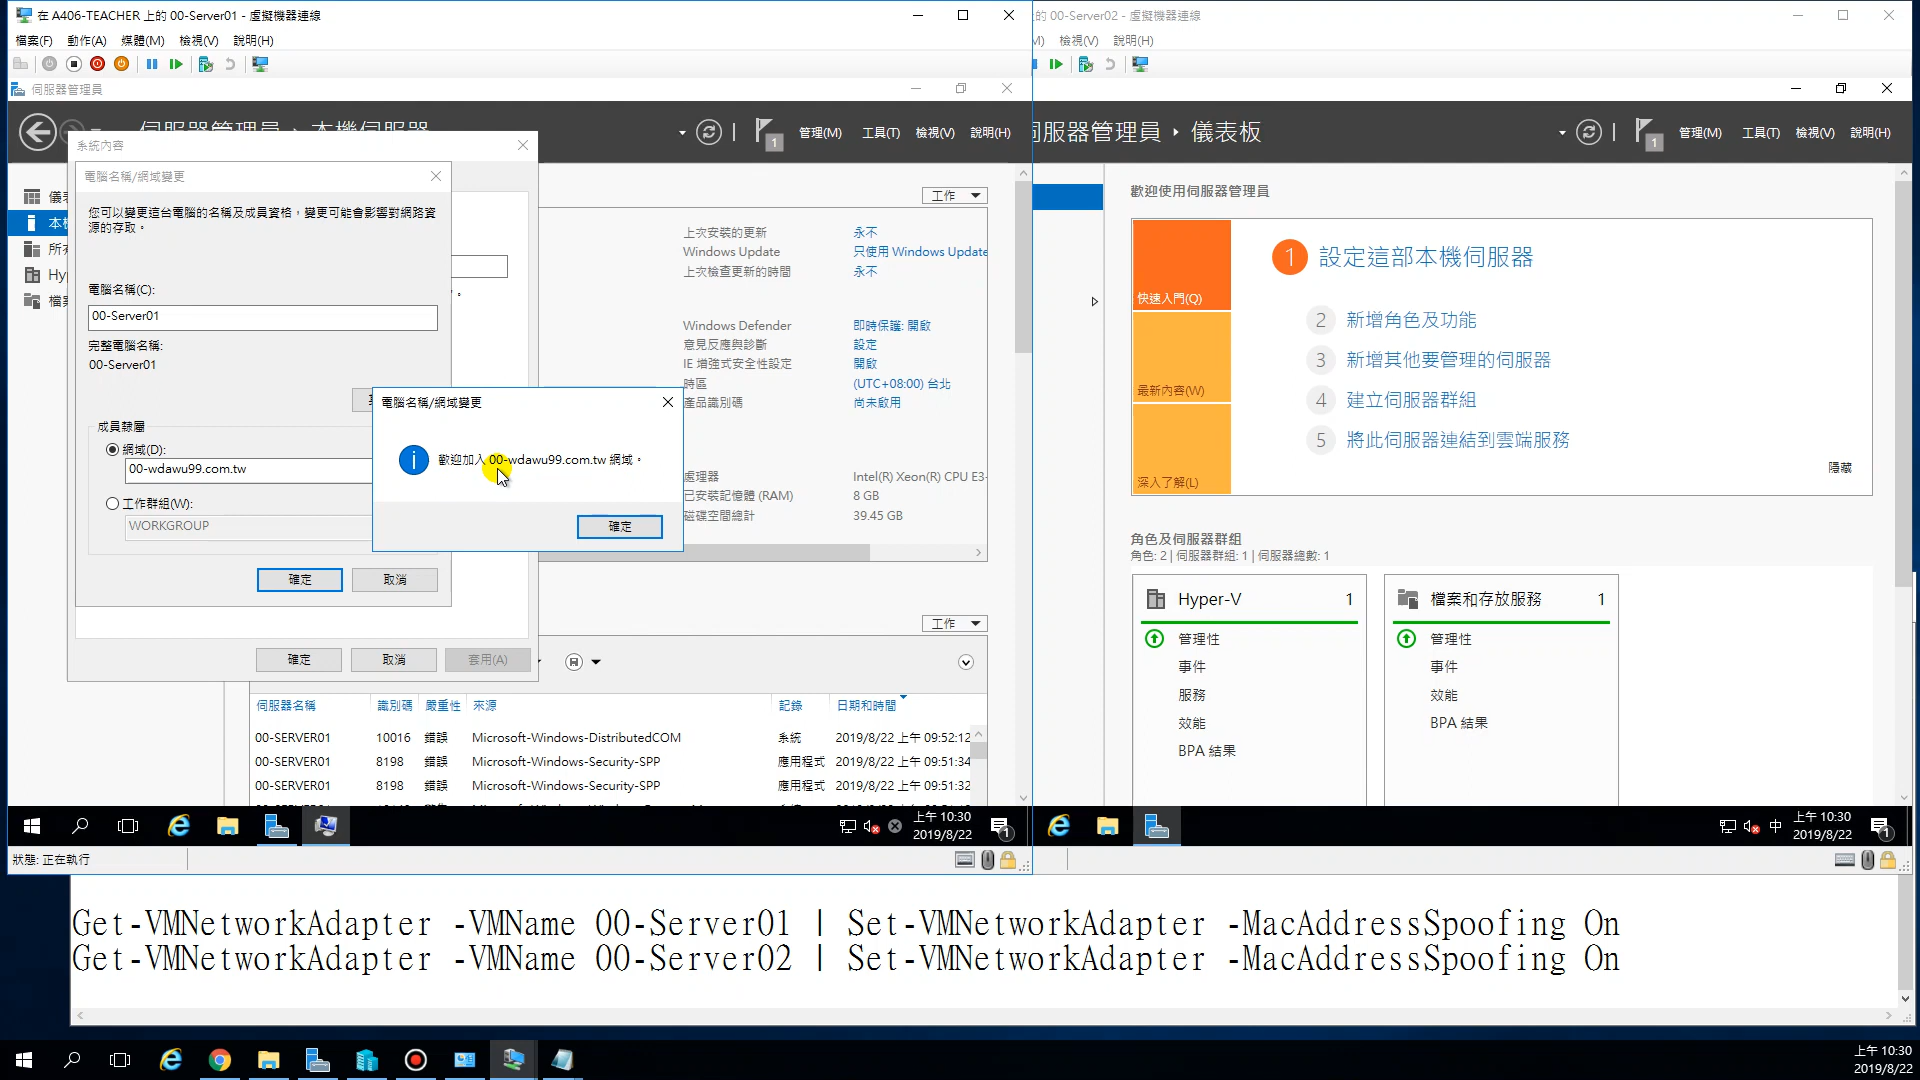 在 A406-TEACHER 上的 00-Server01 - 虛擬機器連線
檔案(F) 動作(A) 媒體(M) 檢視(V) 說明(H)
伺服器管理員
伺服器管理員 ‣ 本機伺服器
1
管理(M) 工具(T) 檢視(V) 說明(H)
系統內容
電腦名稱/網域變更
您可以變更這台電腦的名稱及成員資格，變更可能會影響對網路資
源的存取。
電腦名稱(C):
00-Server01
完整電腦名稱:
00-Server01
成員隸屬
網域(D):
00-wdawu99.com.tw
工作群組(W):
WORKGROUP
確定 取消
確定 取消 套用(A)
電腦名稱/網域變更
歡迎加入 00-wdawu99.com.tw 網域。
確定
工作
上次安裝的更新 永不
Windows Update 只使用 Windows Update
上次檢查更新的時間 永不
Windows Defender 即時保護: 開啟
意見反應與診斷 設定
IE 增強式安全性設定 開啟
時區 (UTC+08:00) 台北
產品識別碼 尚未啟用
處理器 Intel(R) Xeon(R) CPU E3-
已安裝記憶體 (RAM) 8 GB
磁碟空間總計 39.45 GB
工作
伺服器名稱 識別碼 嚴重性 來源 記錄 日期和時間
00-SERVER01 10016 錯誤 Microsoft-Windows-DistributedCOM 系統 2019/8/22 上午 09:52:12
00-SERVER01 8198 錯誤 Microsoft-Windows-Security-SPP 應用程式 2019/8/22 上午 09:51:34
00-SERVER01 8198 錯誤 Microsoft-Windows-Security-SPP 應用程式 2019/8/22 上午 09:51:32
上午 10:30
2019/8/22
1
狀態: 正在執行
的 00-Server02 - 虛擬機器連線
檢視(V) 說明(H)
伺服器管理員 ‣ 儀表板
1
管理(M) 工具(T) 檢視(V) 說明(H)
歡迎使用伺服器管理員
快速入門(Q)
最新內容(W)
深入了解(L)
1 設定這部本機伺服器
2 新增角色及功能
3 新增其他要管理的伺服器
4 建立伺服器群組
5 將此伺服器連結到雲端服務
隱藏
角色及伺服器群組
角色: 2 | 伺服器群組: 1 | 伺服器總數: 1
Hyper-V 1
管理性
事件
服務
效能
BPA 結果
檔案和存放服務 1
管理性
事件
效能
BPA 結果
中
上午 10:30
2019/8/22
1
Get-VMNetworkAdapter -VMName 00-Server01 | Set-VMNetworkAdapter -MacAddressSpoofing On
Get-VMNetworkAdapter -VMName 00-Server02 | Set-VMNetworkAdapter -MacAddressSpoofing On
上午 10:30
2019/8/22